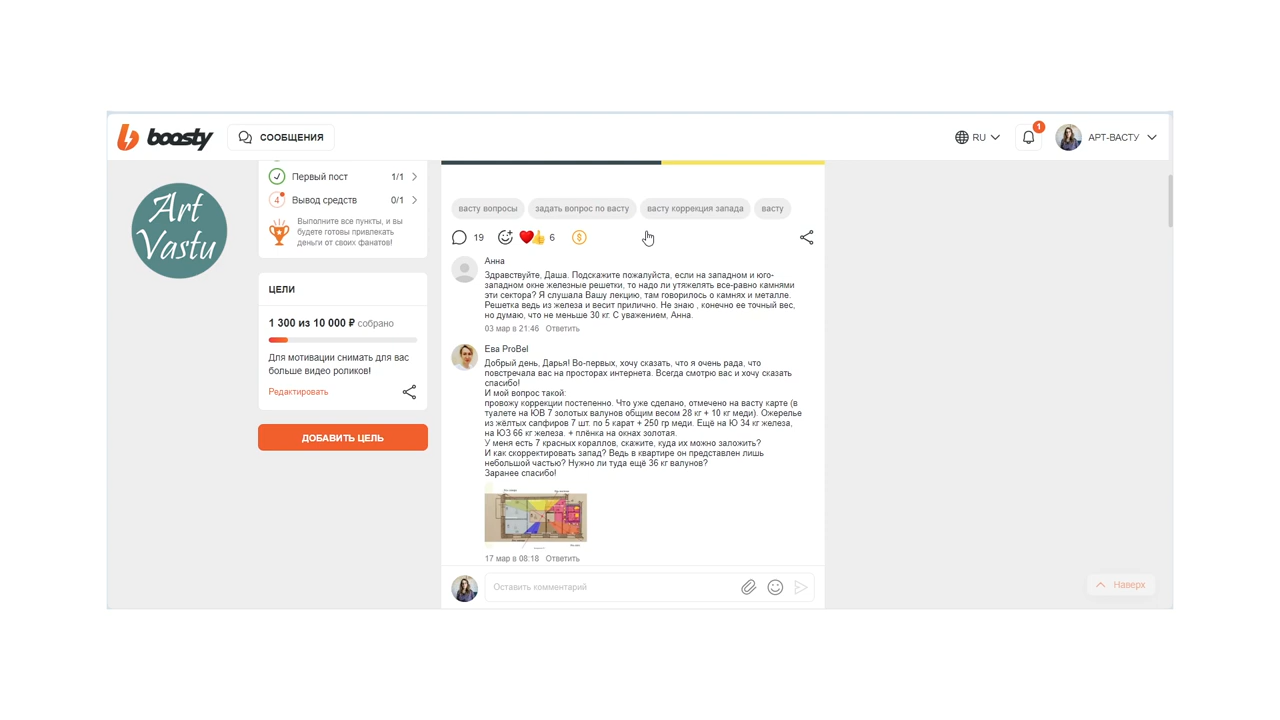 boosty
СООБЩЕНИЯ
RU
1
АРТ-ВАСТУ
Art
Vastu
Первый пост 1/1
4 Вывод средств 0/1
Выполните все пункты, и вы
будете готовы привлекать
деньги от своих фанатов!
ЦЕЛИ
1 300 из 10 000 ₽ собрано
Для мотивации снимать для вас
больше видео роликов!
Редактировать
ДОБАВИТЬ ЦЕЛЬ
васту вопросы
задать вопрос по васту
васту коррекция запада
васту
19
6
Анна
Здравствуйте, Даша. Подскажите пожалуйста, если на западном и юго-
западном окне железные решетки, то надо ли утяжелять все-равно камнями
эти сектора? Я слушала Вашу лекцию, там говорилось о камнях и металле.
Решетка ведь из железа и весит прилично. Не знаю , конечно ее точный вес,
но думаю, что не меньше 30 кг. С уважением, Анна.
03 мар в 21:46 Ответить
Ева ProBel
Добрый день, Дарья! Во-первых, хочу сказать, что я очень рада, что
повстречала вас на просторах интернета. Всегда смотрю вас и хочу сказать
спасибо!
И мой вопрос такой:
провожу коррекции постепенно. Что уже сделано, отмечено на васту карте (в
туалете на ЮВ 7 золотых валунов общим весом 28 кг + 10 кг меди). Ожерелье
из жёлтых сапфиров 7 шт. по 5 карат + 250 гр меди. Ещё на Ю 34 кг железа,
на ЮЗ 66 кг железа. + плёнка на окнах золотая.
У меня есть 7 красных кораллов, скажите, куда их можно заложить?
И как скорректировать запад? Ведь в квартире он представлен лишь
небольшой частью? Нужно ли туда ещё 36 кг валунов?
Заранее спасибо!
17 мар в 08:18 Ответить
Оставить комментарий
Наверх